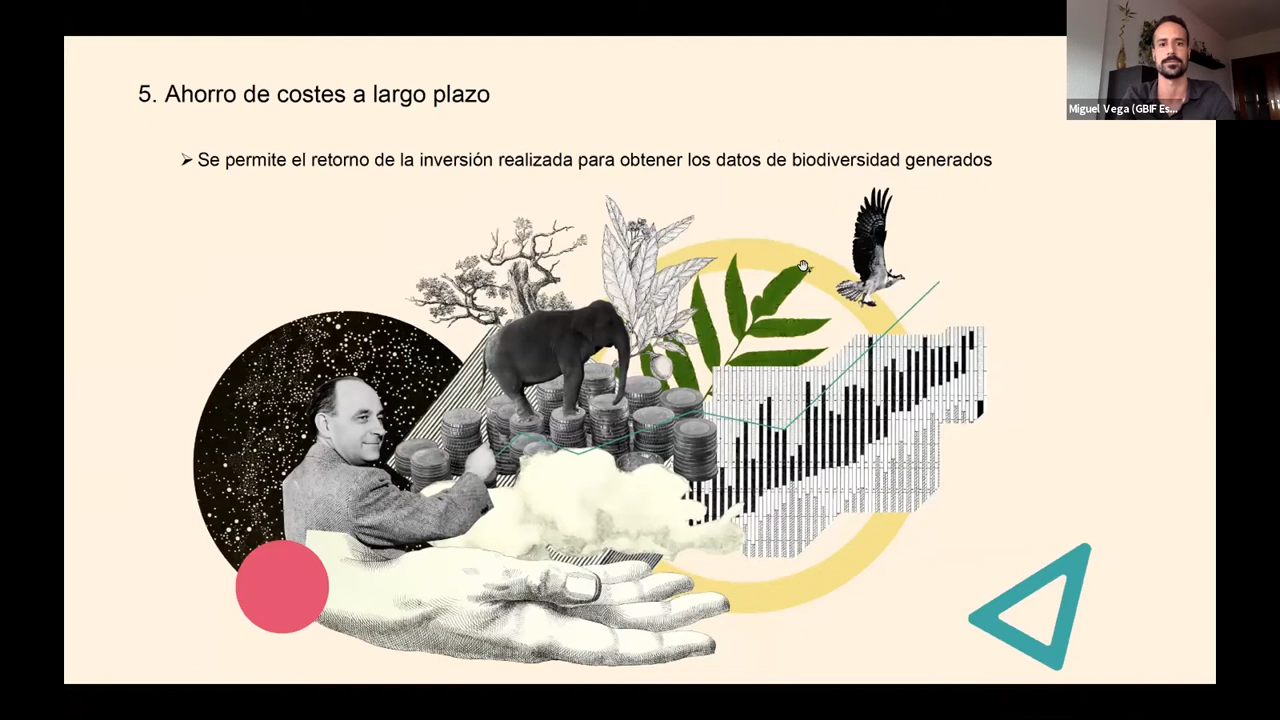 5. Ahorro de costes a largo plazo
➢ Se permite el retorno de la inversión realizada para obtener los datos de biodiversidad generados
Miguel Vega (GBIF Es...